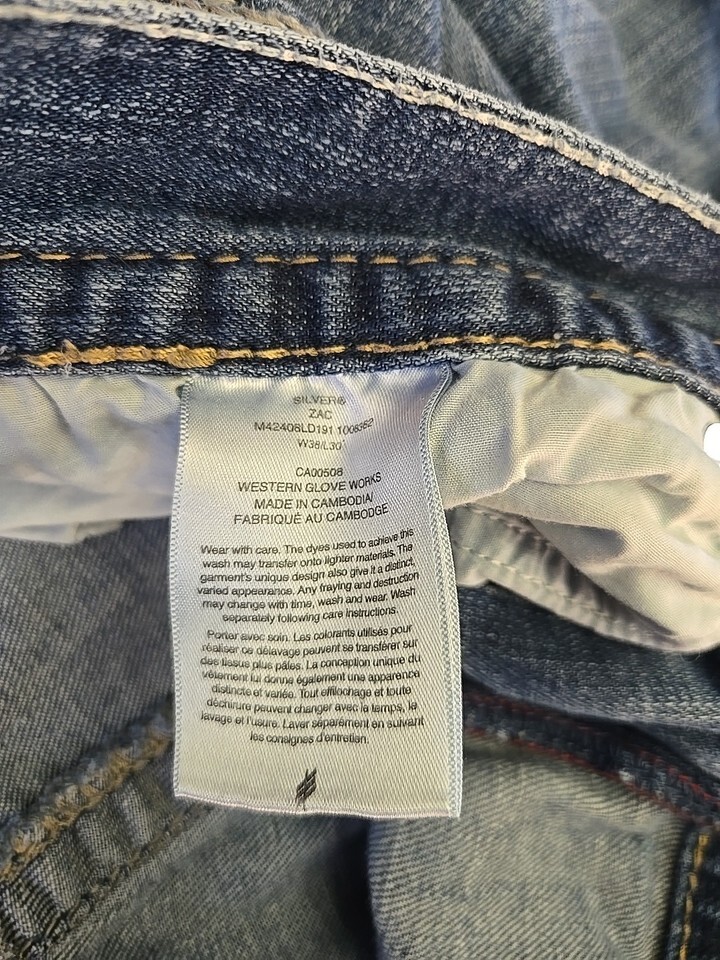 SILVER®
ZAC
M42408LD191 1006362
W38/L30
CA00508
WESTERN GLOVE WORKS
MADE IN CAMBODIA/
FABRIQUÉ AU CAMBODGE
Wear with care. The dyes used to achieve this
wash may transfer onto lighter materials. The
garment's unique design also give it a distinct,
varied appearance. Any fraying and destruction
may change with time, wash and wear. Wash
separately following care instructions.
Porter avec soin. Les colorants utilisés pour
réaliser ce délavage peuvent se transférer sur
des tissus plus pâles. La conception unique du
vêtement lui donne également une apparence
distincte et variée. Tout effilochage et toute
déchirure peuvent changer avec le temps, le
lavage et l'usure. Laver séparément en suivant
les consignes d'entretien.